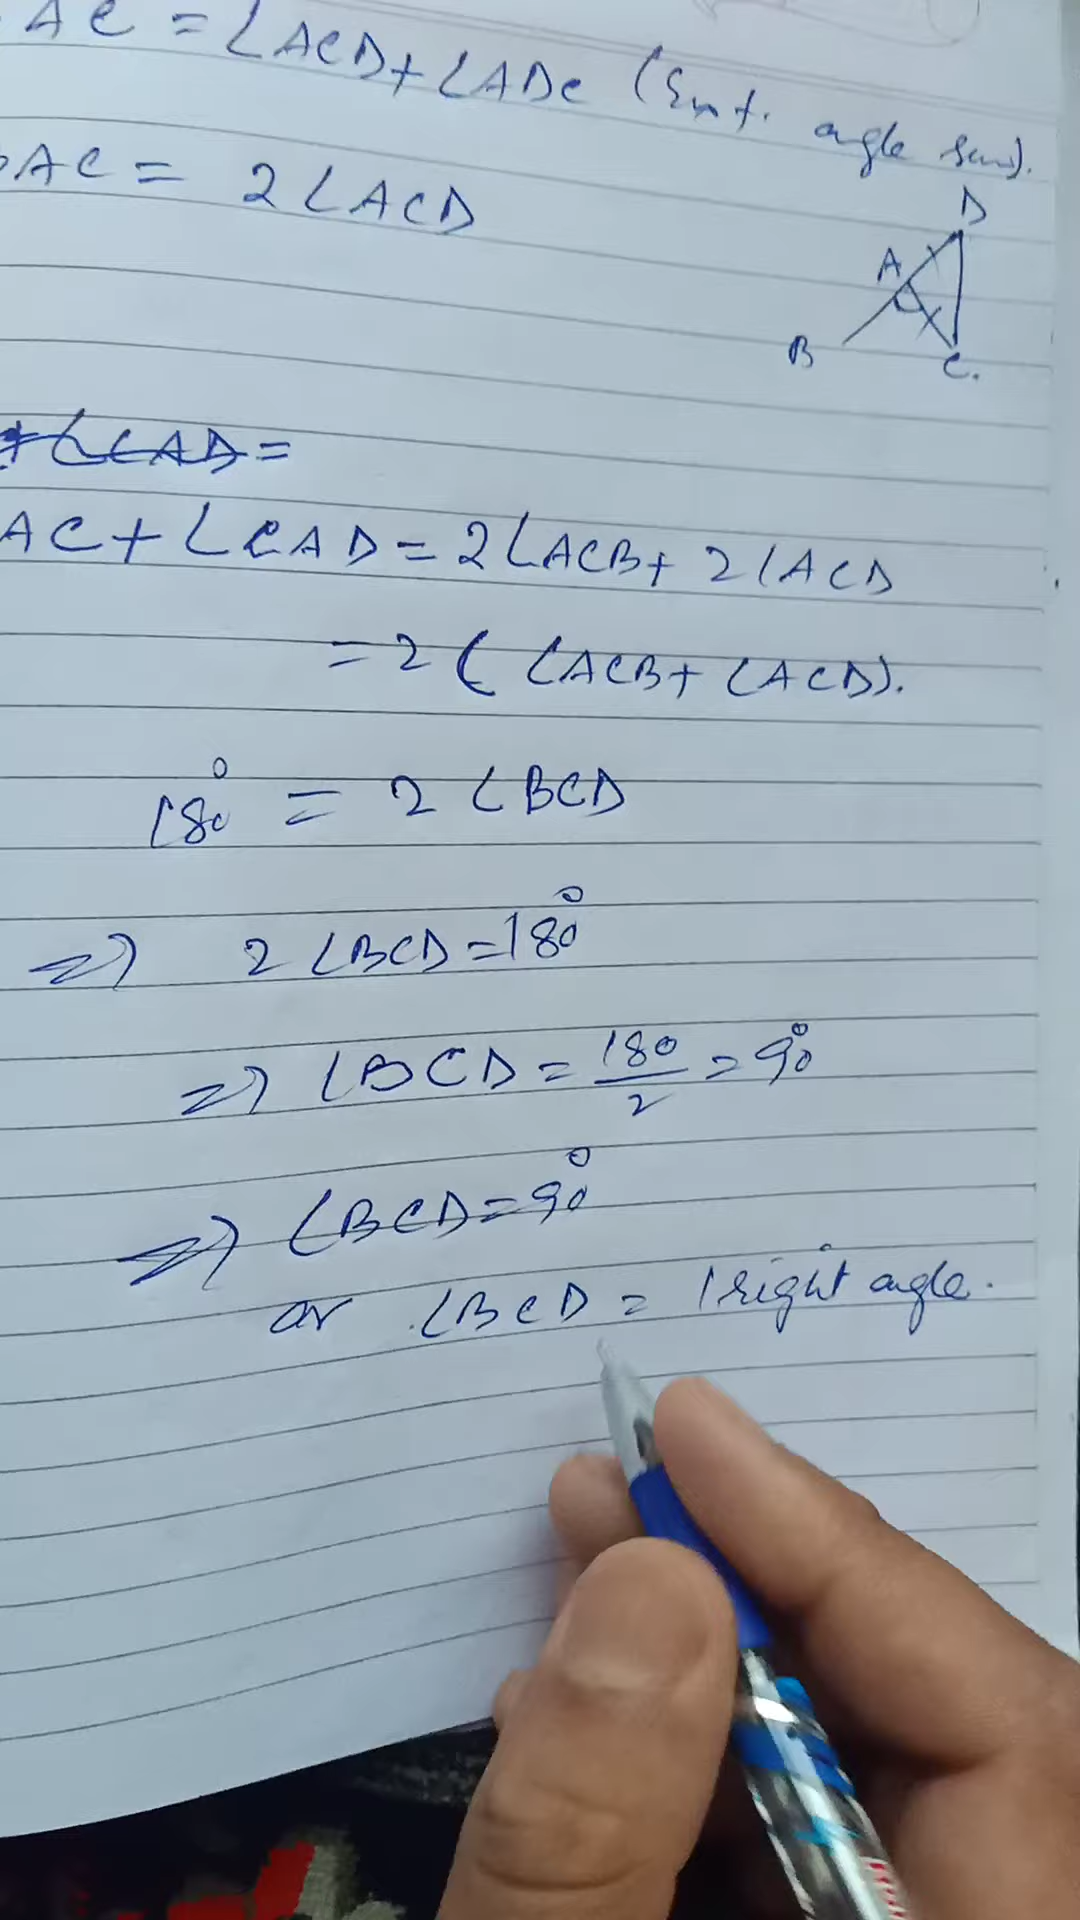 AC = ∠ACD + ∠ADC (Ext. angle sum).
AC = 2∠ACD
D
A
B
C.
+ ∠CAD =
AC + ∠CAD = 2∠ACB + 2∠ACD
= 2 ( ∠ACB + ∠ACD).
180° = 2 ∠BCD
⇒ 2 ∠BCD = 180°
⇒ ∠BCD = 180/2 = 90°
⇒ ∠BCD = 90°
or ∠BCD = 1 right angle.